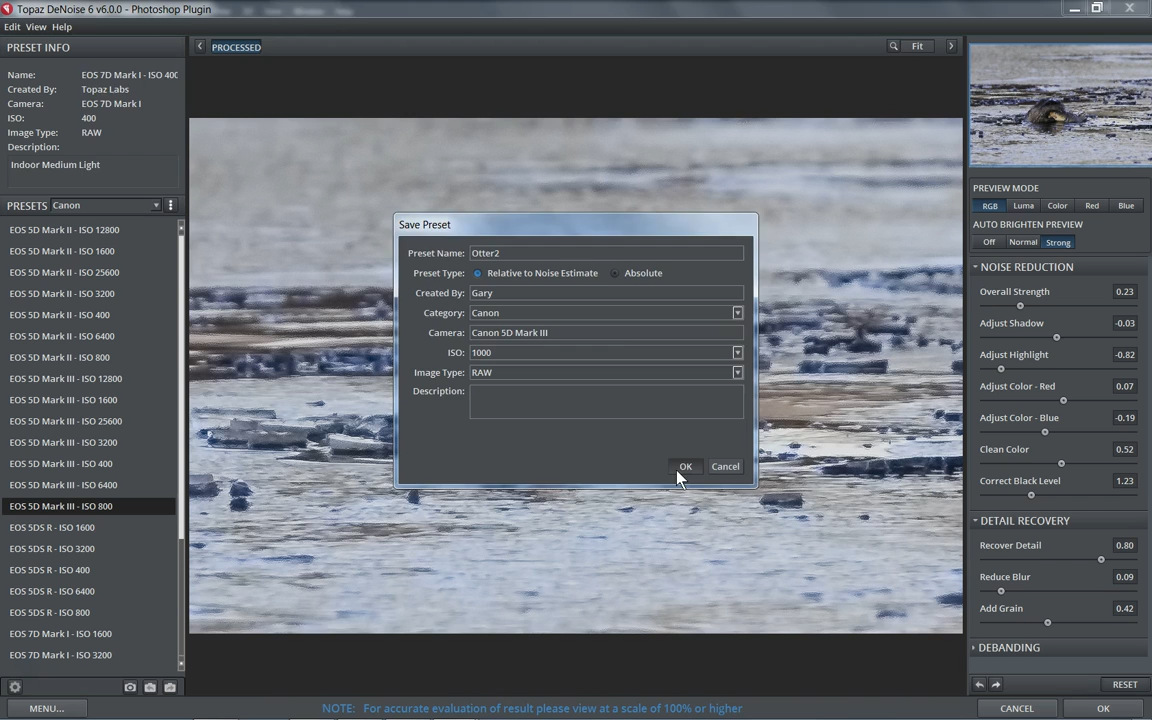 Topaz DeNoise 6 v6.0.0 - Photoshop Plugin
Edit View Help
PRESET INFO
Name: EOS 7D Mark I - ISO 400
Created By: Topaz Labs
Camera: EOS 7D Mark I
ISO: 400
Image Type: RAW
Description:
Indoor Medium Light
PRESETS Canon
EOS 5D Mark II - ISO 12800
EOS 5D Mark II - ISO 1600
EOS 5D Mark II - ISO 25600
EOS 5D Mark II - ISO 3200
EOS 5D Mark II - ISO 400
EOS 5D Mark II - ISO 6400
EOS 5D Mark II - ISO 800
EOS 5D Mark III - ISO 12800
EOS 5D Mark III - ISO 1600
EOS 5D Mark III - ISO 25600
EOS 5D Mark III - ISO 3200
EOS 5D Mark III - ISO 400
EOS 5D Mark III - ISO 6400
EOS 5D Mark III - ISO 800
EOS 5DS R - ISO 1600
EOS 5DS R - ISO 3200
EOS 5DS R - ISO 400
EOS 5DS R - ISO 6400
EOS 5DS R - ISO 800
EOS 7D Mark I - ISO 1600
EOS 7D Mark I - ISO 3200
MENU...
PROCESSED
Fit
Save Preset
Preset Name: Otter2
Preset Type: Relative to Noise Estimate Absolute
Created By: Gary
Category: Canon
Camera: Canon 5D Mark III
ISO: 1000
Image Type: RAW
Description:
OK Cancel
NOTE: For accurate evaluation of result please view at a scale of 100% or higher
PREVIEW MODE
RGB Luma Color Red Blue
AUTO BRIGHTEN PREVIEW
Off Normal Strong
NOISE REDUCTION
Overall Strength 0.23
Adjust Shadow -0.03
Adjust Highlight -0.82
Adjust Color - Red 0.07
Adjust Color - Blue -0.19
Clean Color 0.52
Correct Black Level 1.23
DETAIL RECOVERY
Recover Detail 0.80
Reduce Blur 0.09
Add Grain 0.42
DEBANDING
RESET
CANCEL OK